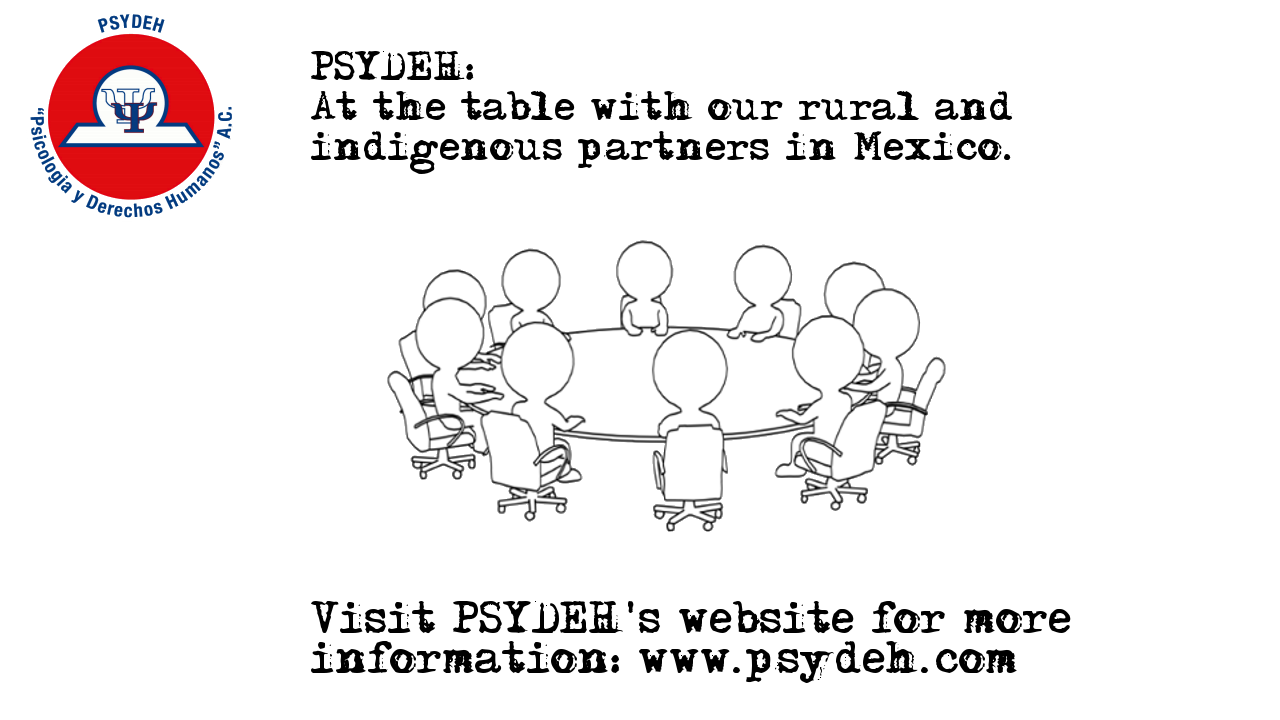 PSYDEH
"Psicología y Derechos Humanos" A.C.
PSYDEH:
At the table with our rural and
indigenous partners in Mexico.
Visit PSYDEH's website for more
information: www.psydeh.com